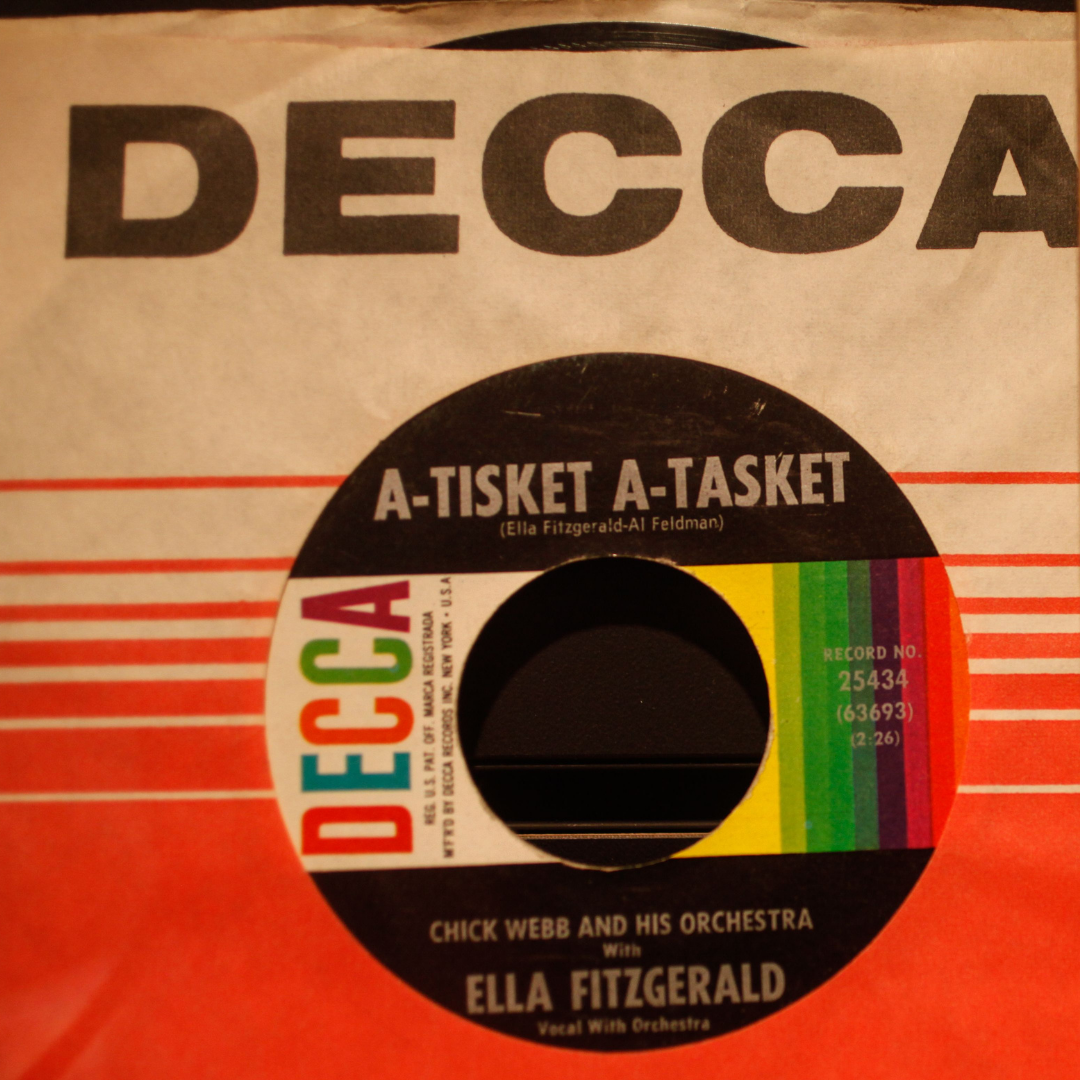 DECCA
A-TISKET A-TASKET
(Ella Fitzgerald-Al Feldman)
DECCA
REG. U.S. PAT. OFF. MARCA REGISTRADA
M'F'R'D BY DECCA RECORDS INC. NEW YORK • U.S.A
RECORD NO.
25434
(63693)
(2:26)
CHICK WEBB AND HIS ORCHESTRA
With
ELLA FITZGERALD
Vocal With Orchestra